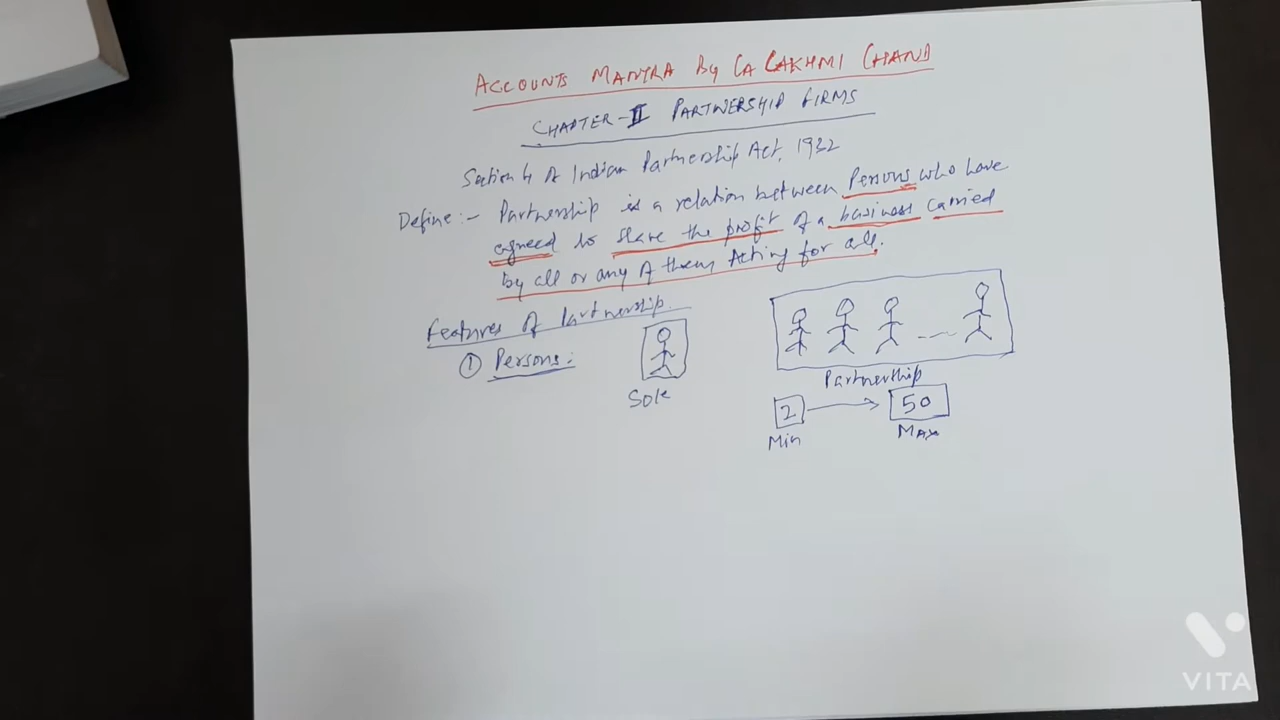 ACCOUNTS MANTRA By CA LAKHMI CHAND
CHAPTER-II PARTNERSHIP FIRMS
Section 4 of Indian Partnership Act, 1932
Define:- Partnership is a relation between Persons who have
agreed to share the profit of a business carried
by all or any of them Acting for all.
Features of Partnership.
① Persons:
Sole
Partnership
2 50
Min Max
VITA